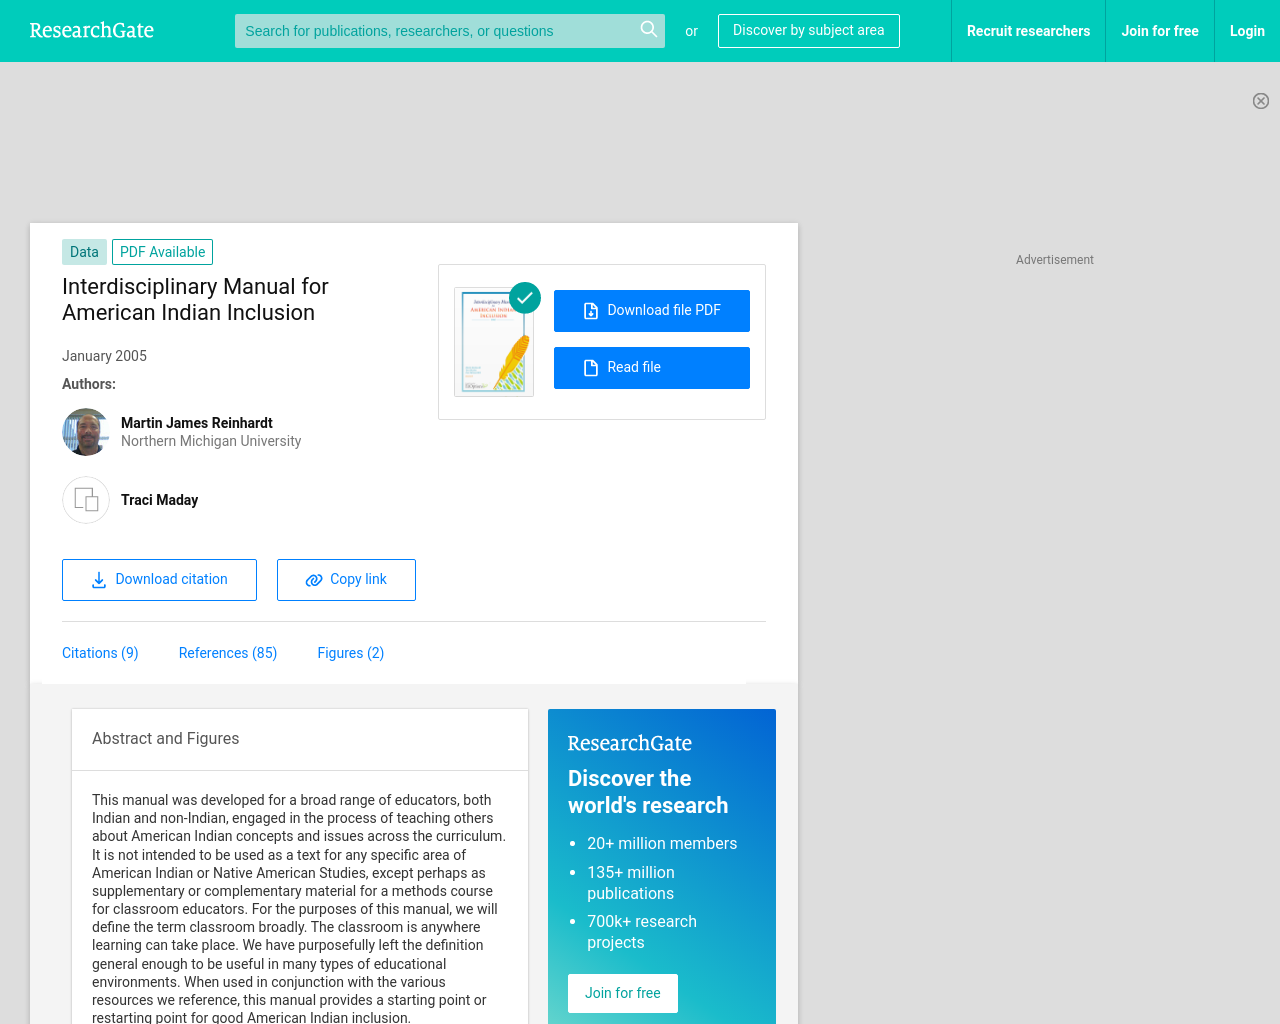 ResearchGate
Search for publications, researchers, or questions
or
Discover by subject area
Recruit researchers
Join for free
Login
Advertisement
Data
PDF Available
Interdisciplinary Manual for
American Indian Inclusion
January 2005
Authors:
Martin James Reinhardt
Northern Michigan University
Traci Maday
AMERICAN INDIAN
INCLUSION
Download file PDF
Read file
Download citation
Copy link
Citations (9)
References (85)
Figures (2)
Abstract and Figures
This manual was developed for a broad range of educators, both
Indian and non-Indian, engaged in the process of teaching others
about American Indian concepts and issues across the curriculum.
It is not intended to be used as a text for any specific area of
American Indian or Native American Studies, except perhaps as
supplementary or complementary material for a methods course
for classroom educators. For the purposes of this manual, we will
define the term classroom broadly. The classroom is anywhere
learning can take place. We have purposefully left the definition
general enough to be useful in many types of educational
environments. When used in conjunction with the various
resources we reference, this manual provides a starting point or
restarting point for good American Indian inclusion.
ResearchGate
Discover the
world's research
• 20+ million members
• 135+ million
publications
• 700k+ research
projects
Join for free